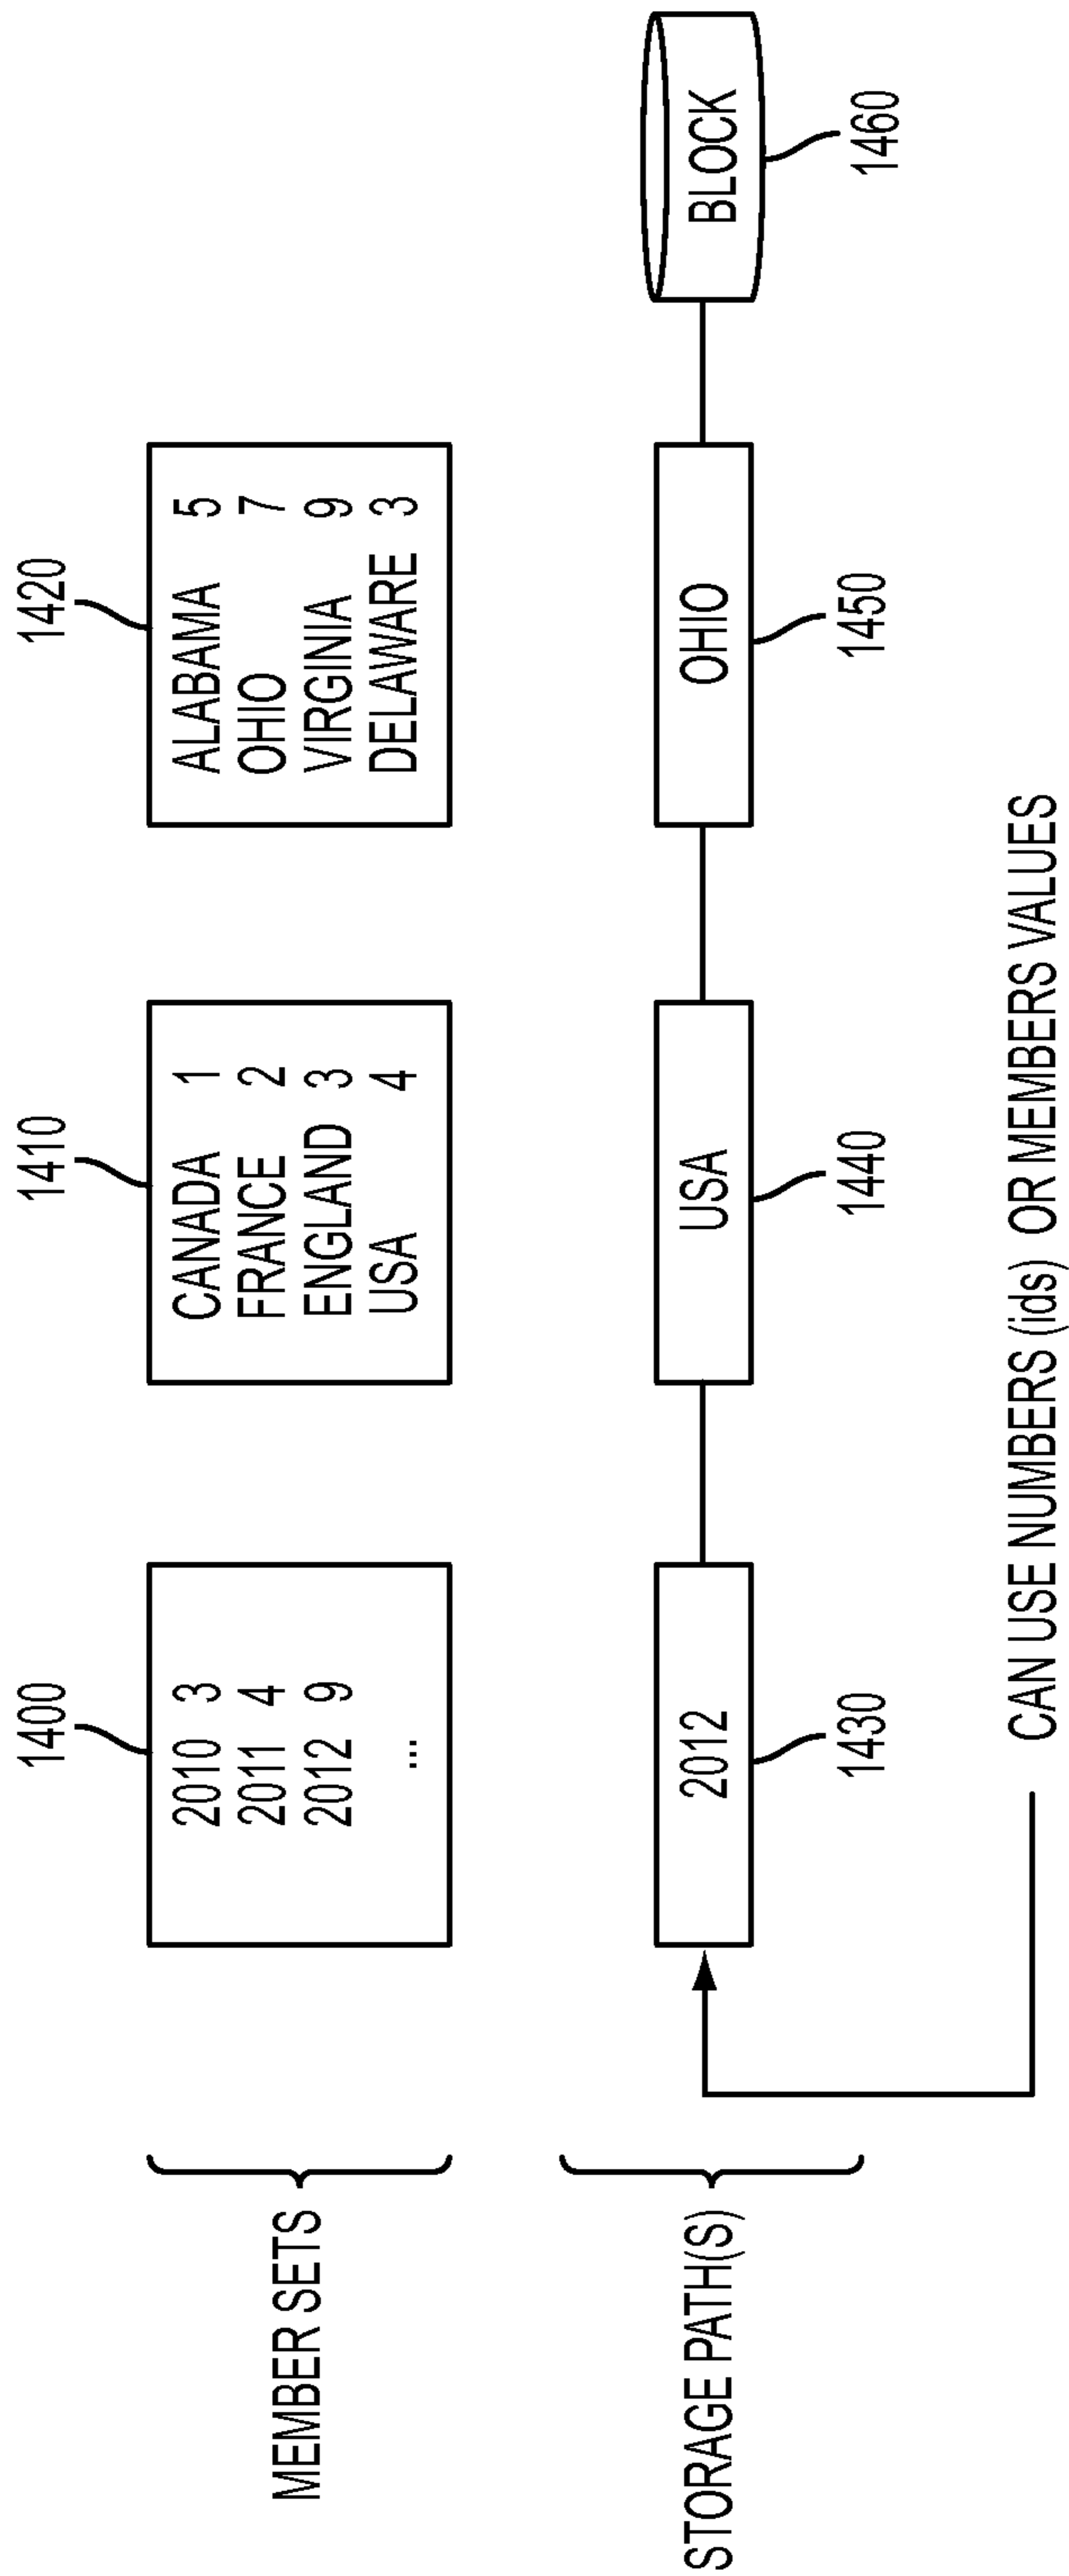 1400
1410
1420
MEMBER SETS
2010 3
2011 4
2012 9
...
CANADA 1
FRANCE 2
ENGLAND 3
USA 4
ALABAMA 5
OHIO 7
VIRGINIA 9
DELAWARE 3
STORAGE PATH(S)
2012
USA
OHIO
BLOCK
1430
1440
1450
1460
CAN USE NUMBERS (ids) OR MEMBERS VALUES